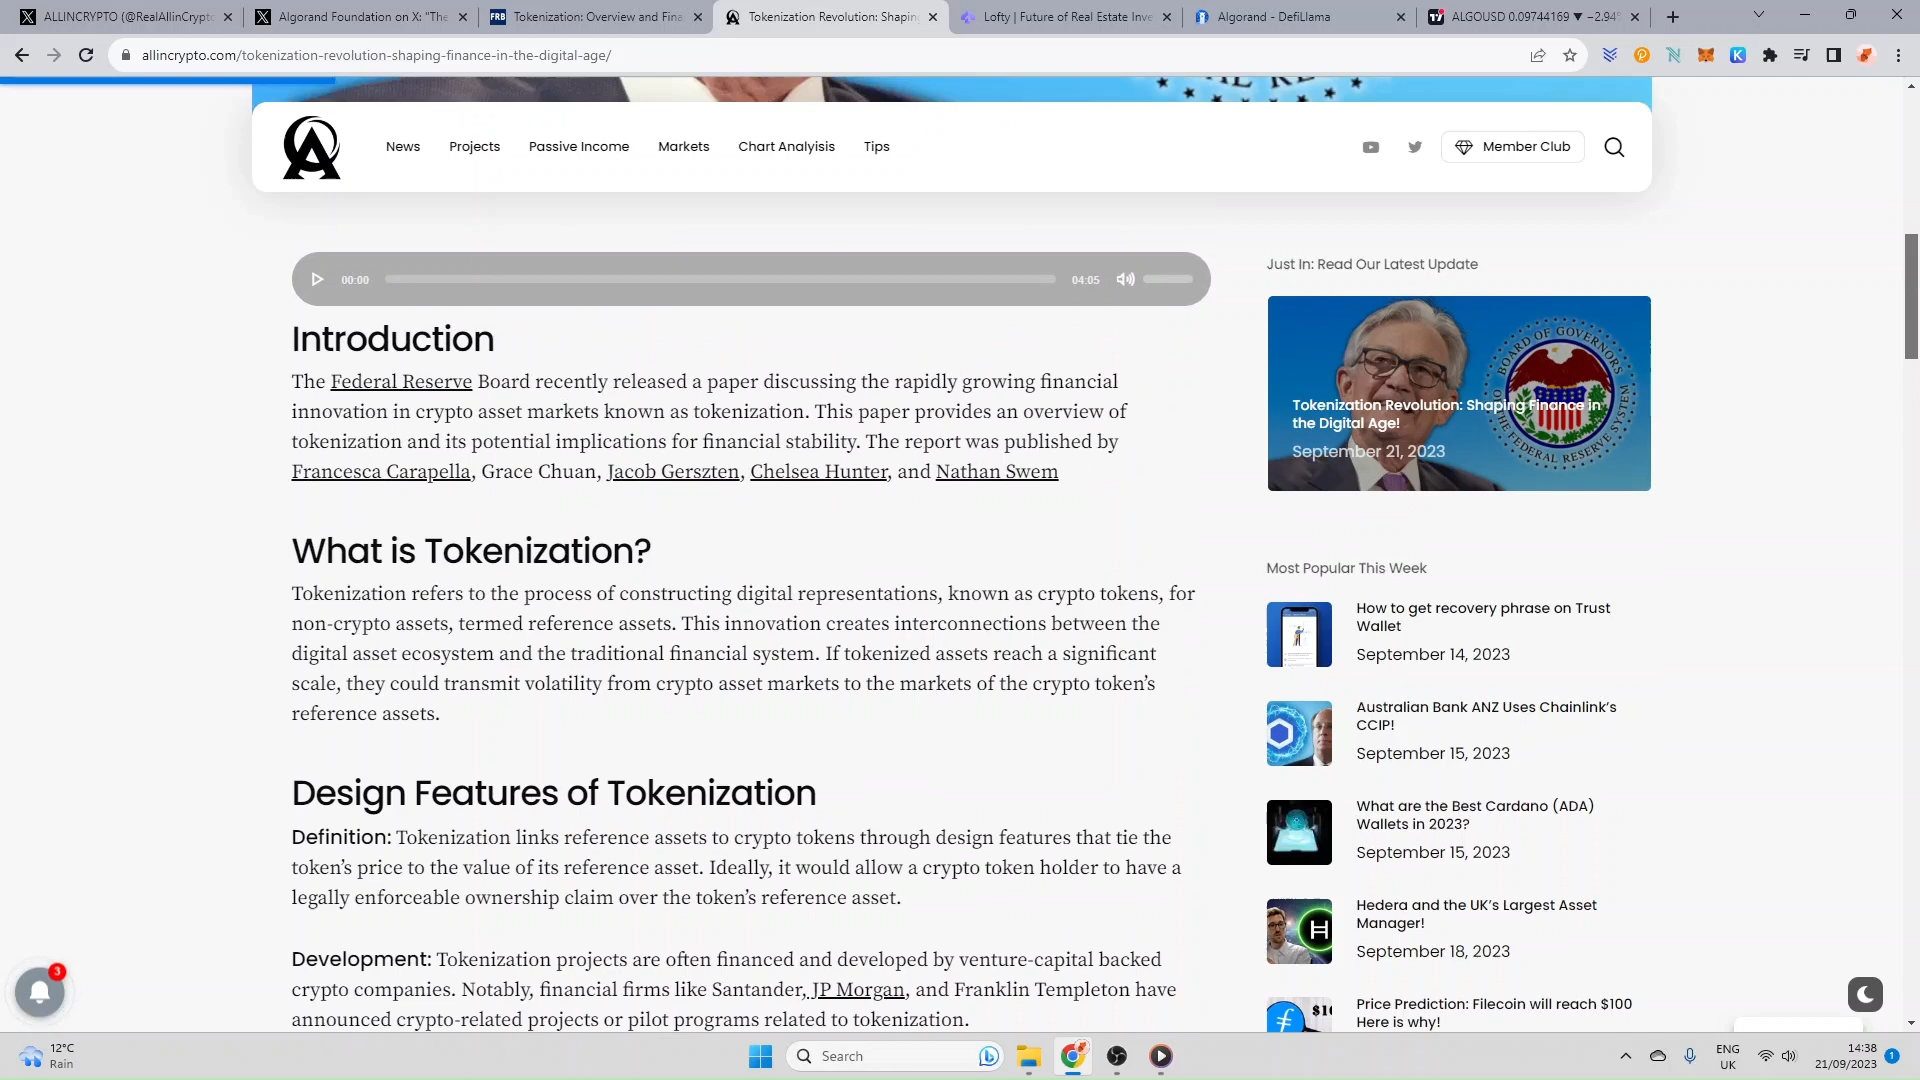 ALLINCRYPTO (@RealAllinCrypto
Algorand Foundation on X: "The
FRB Tokenization: Overview and Fina
Tokenization Revolution: Shaping
Lofty | Future of Real Estate Inve
Algorand - DefiLlama
ALGOUSD 0.09744169 ▼ −2.94%
allincrypto.com/tokenization-revolution-shaping-finance-in-the-digital-age/
News
Projects
Passive Income
Markets
Chart Analyisis
Tips
Member Club
00:00
04:05
Introduction
The Federal Reserve Board recently released a paper discussing the rapidly growing financial
innovation in crypto asset markets known as tokenization. This paper provides an overview of
tokenization and its potential implications for financial stability. The report was published by
Francesca Carapella, Grace Chuan, Jacob Gerszten, Chelsea Hunter, and Nathan Swem
What is Tokenization?
Tokenization refers to the process of constructing digital representations, known as crypto tokens, for
non-crypto assets, termed reference assets. This innovation creates interconnections between the
digital asset ecosystem and the traditional financial system. If tokenized assets reach a significant
scale, they could transmit volatility from crypto asset markets to the markets of the crypto token's
reference assets.
Design Features of Tokenization
Definition: Tokenization links reference assets to crypto tokens through design features that tie the
token's price to the value of its reference asset. Ideally, it would allow a crypto token holder to have a
legally enforceable ownership claim over the token's reference asset.
Development: Tokenization projects are often financed and developed by venture-capital backed
crypto companies. Notably, financial firms like Santander, JP Morgan, and Franklin Templeton have
announced crypto-related projects or pilot programs related to tokenization.
Just In: Read Our Latest Update
BOARD OF GOVERNORS
FEDERAL RESERVE SYSTEM
Tokenization Revolution: Shaping Finance in
the Digital Age!
September 21, 2023
Most Popular This Week
How to get recovery phrase on Trust
Wallet
September 14, 2023
Australian Bank ANZ Uses Chainlink's
CCIP!
September 15, 2023
What are the Best Cardano (ADA)
Wallets in 2023?
September 15, 2023
Hedera and the UK's Largest Asset
Manager!
September 18, 2023
Price Prediction: Filecoin will reach $100
Here is why!
3
12°C
Rain
Search
ENG
UK
14:38
21/09/2023
1